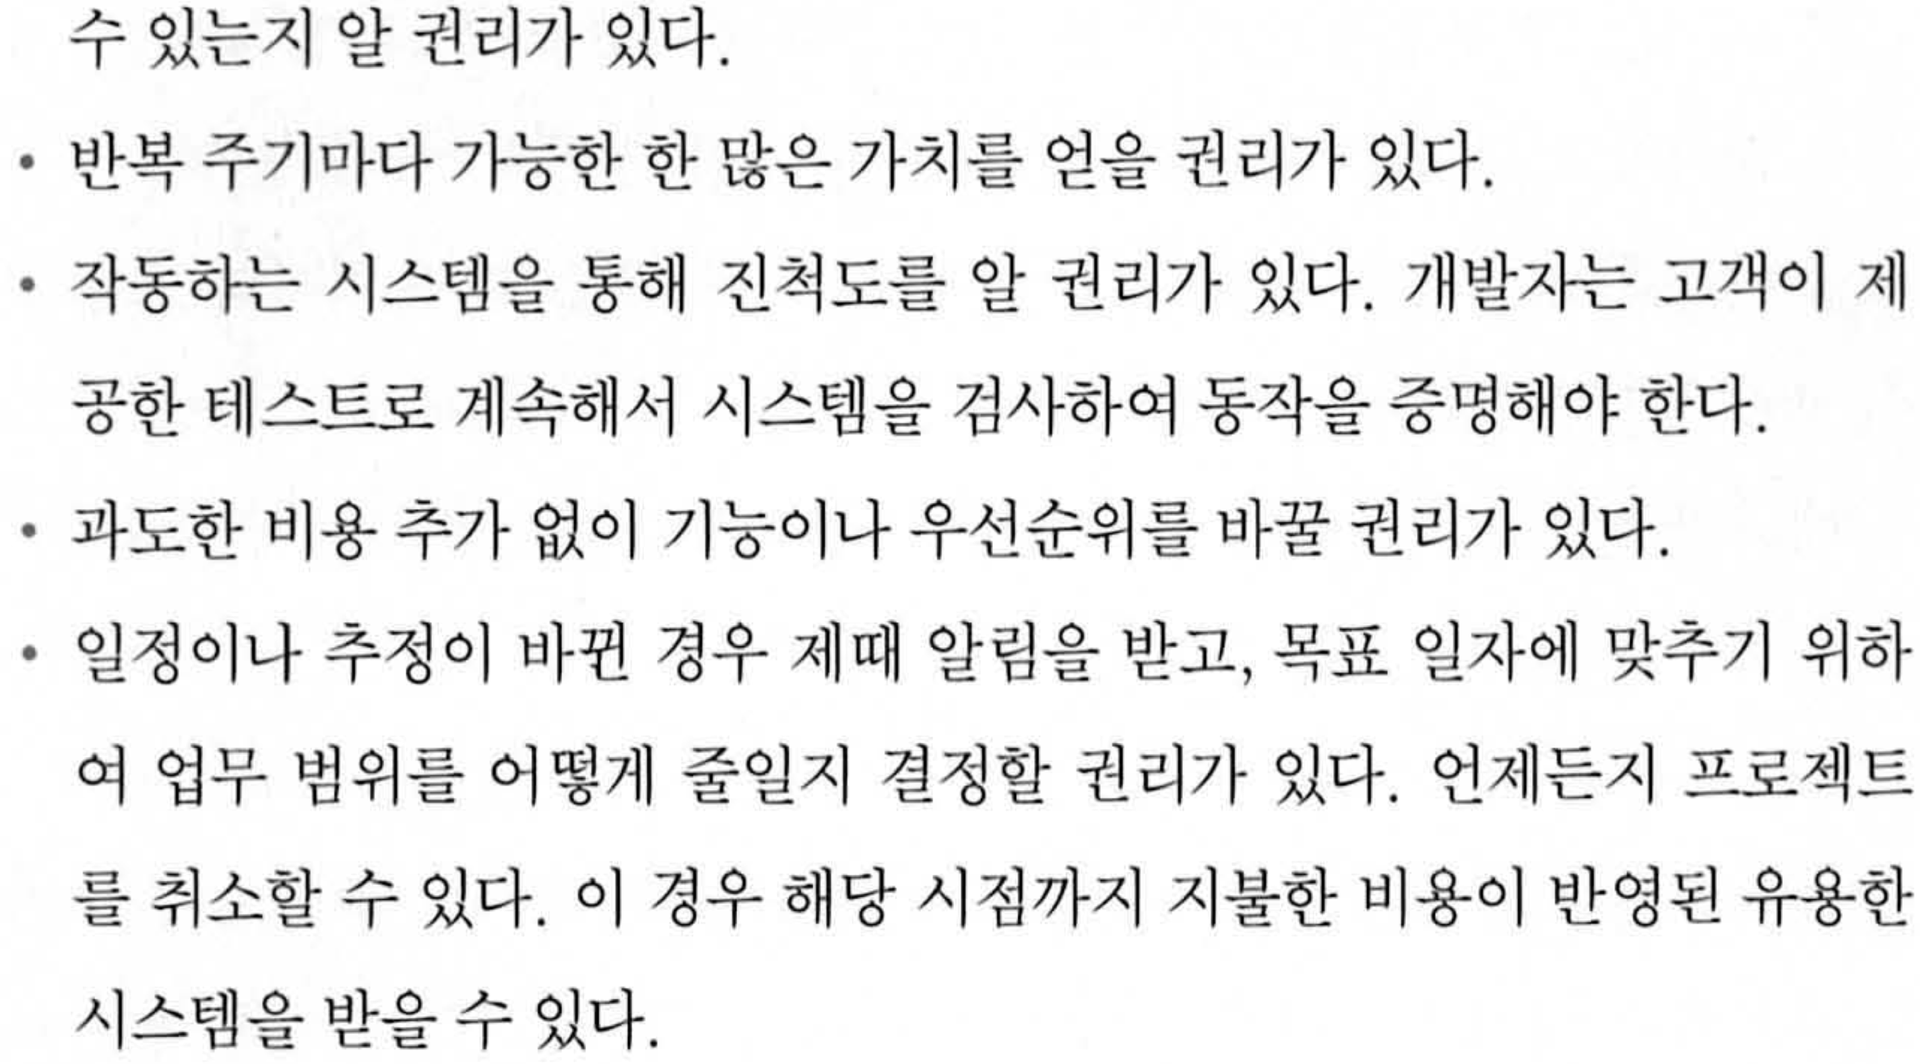 수 있는지 알 권리가 있다.
• 반복 주기마다 가능한 한 많은 가치를 얻을 권리가 있다.
• 작동하는 시스템을 통해 진척도를 알 권리가 있다. 개발자는 고객이 제
공한 테스트로 계속해서 시스템을 검사하여 동작을 증명해야 한다.
• 과도한 비용 추가 없이 기능이나 우선순위를 바꿀 권리가 있다.
• 일정이나 추정이 바뀐 경우 제때 알림을 받고, 목표 일자에 맞추기 위하
여 업무 범위를 어떻게 줄일지 결정할 권리가 있다. 언제든지 프로젝트
를 취소할 수 있다. 이 경우 해당 시점까지 지불한 비용이 반영된 유용한
시스템을 받을 수 있다.